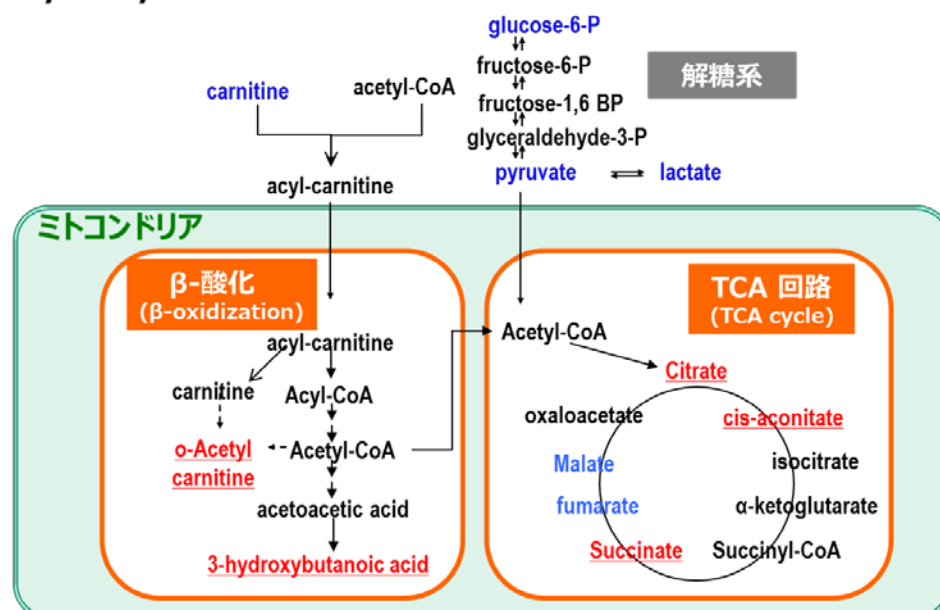 glucose-6-P
fructose-6-P
解糖系
carnitine
acetyl-CoA
fructose-1,6 BP
glyceraldehyde-3-P
acyl-carnitine
pyruvate
lactate
ミトコンドリア
β-酸化
(β-oxidization)
acyl-carnitine
carnitine
Acyl-CoA
o-Acetyl
carnitine
Acetyl-CoA
acetoacetic acid
3-hydroxybutanoic acid
TCA 回路
(TCA cycle)
Acetyl-CoA
Citrate
oxaloacetate
cis-aconitate
Malate
isocitrate
fumarate
α-ketoglutarate
Succinate
Succinyl-CoA